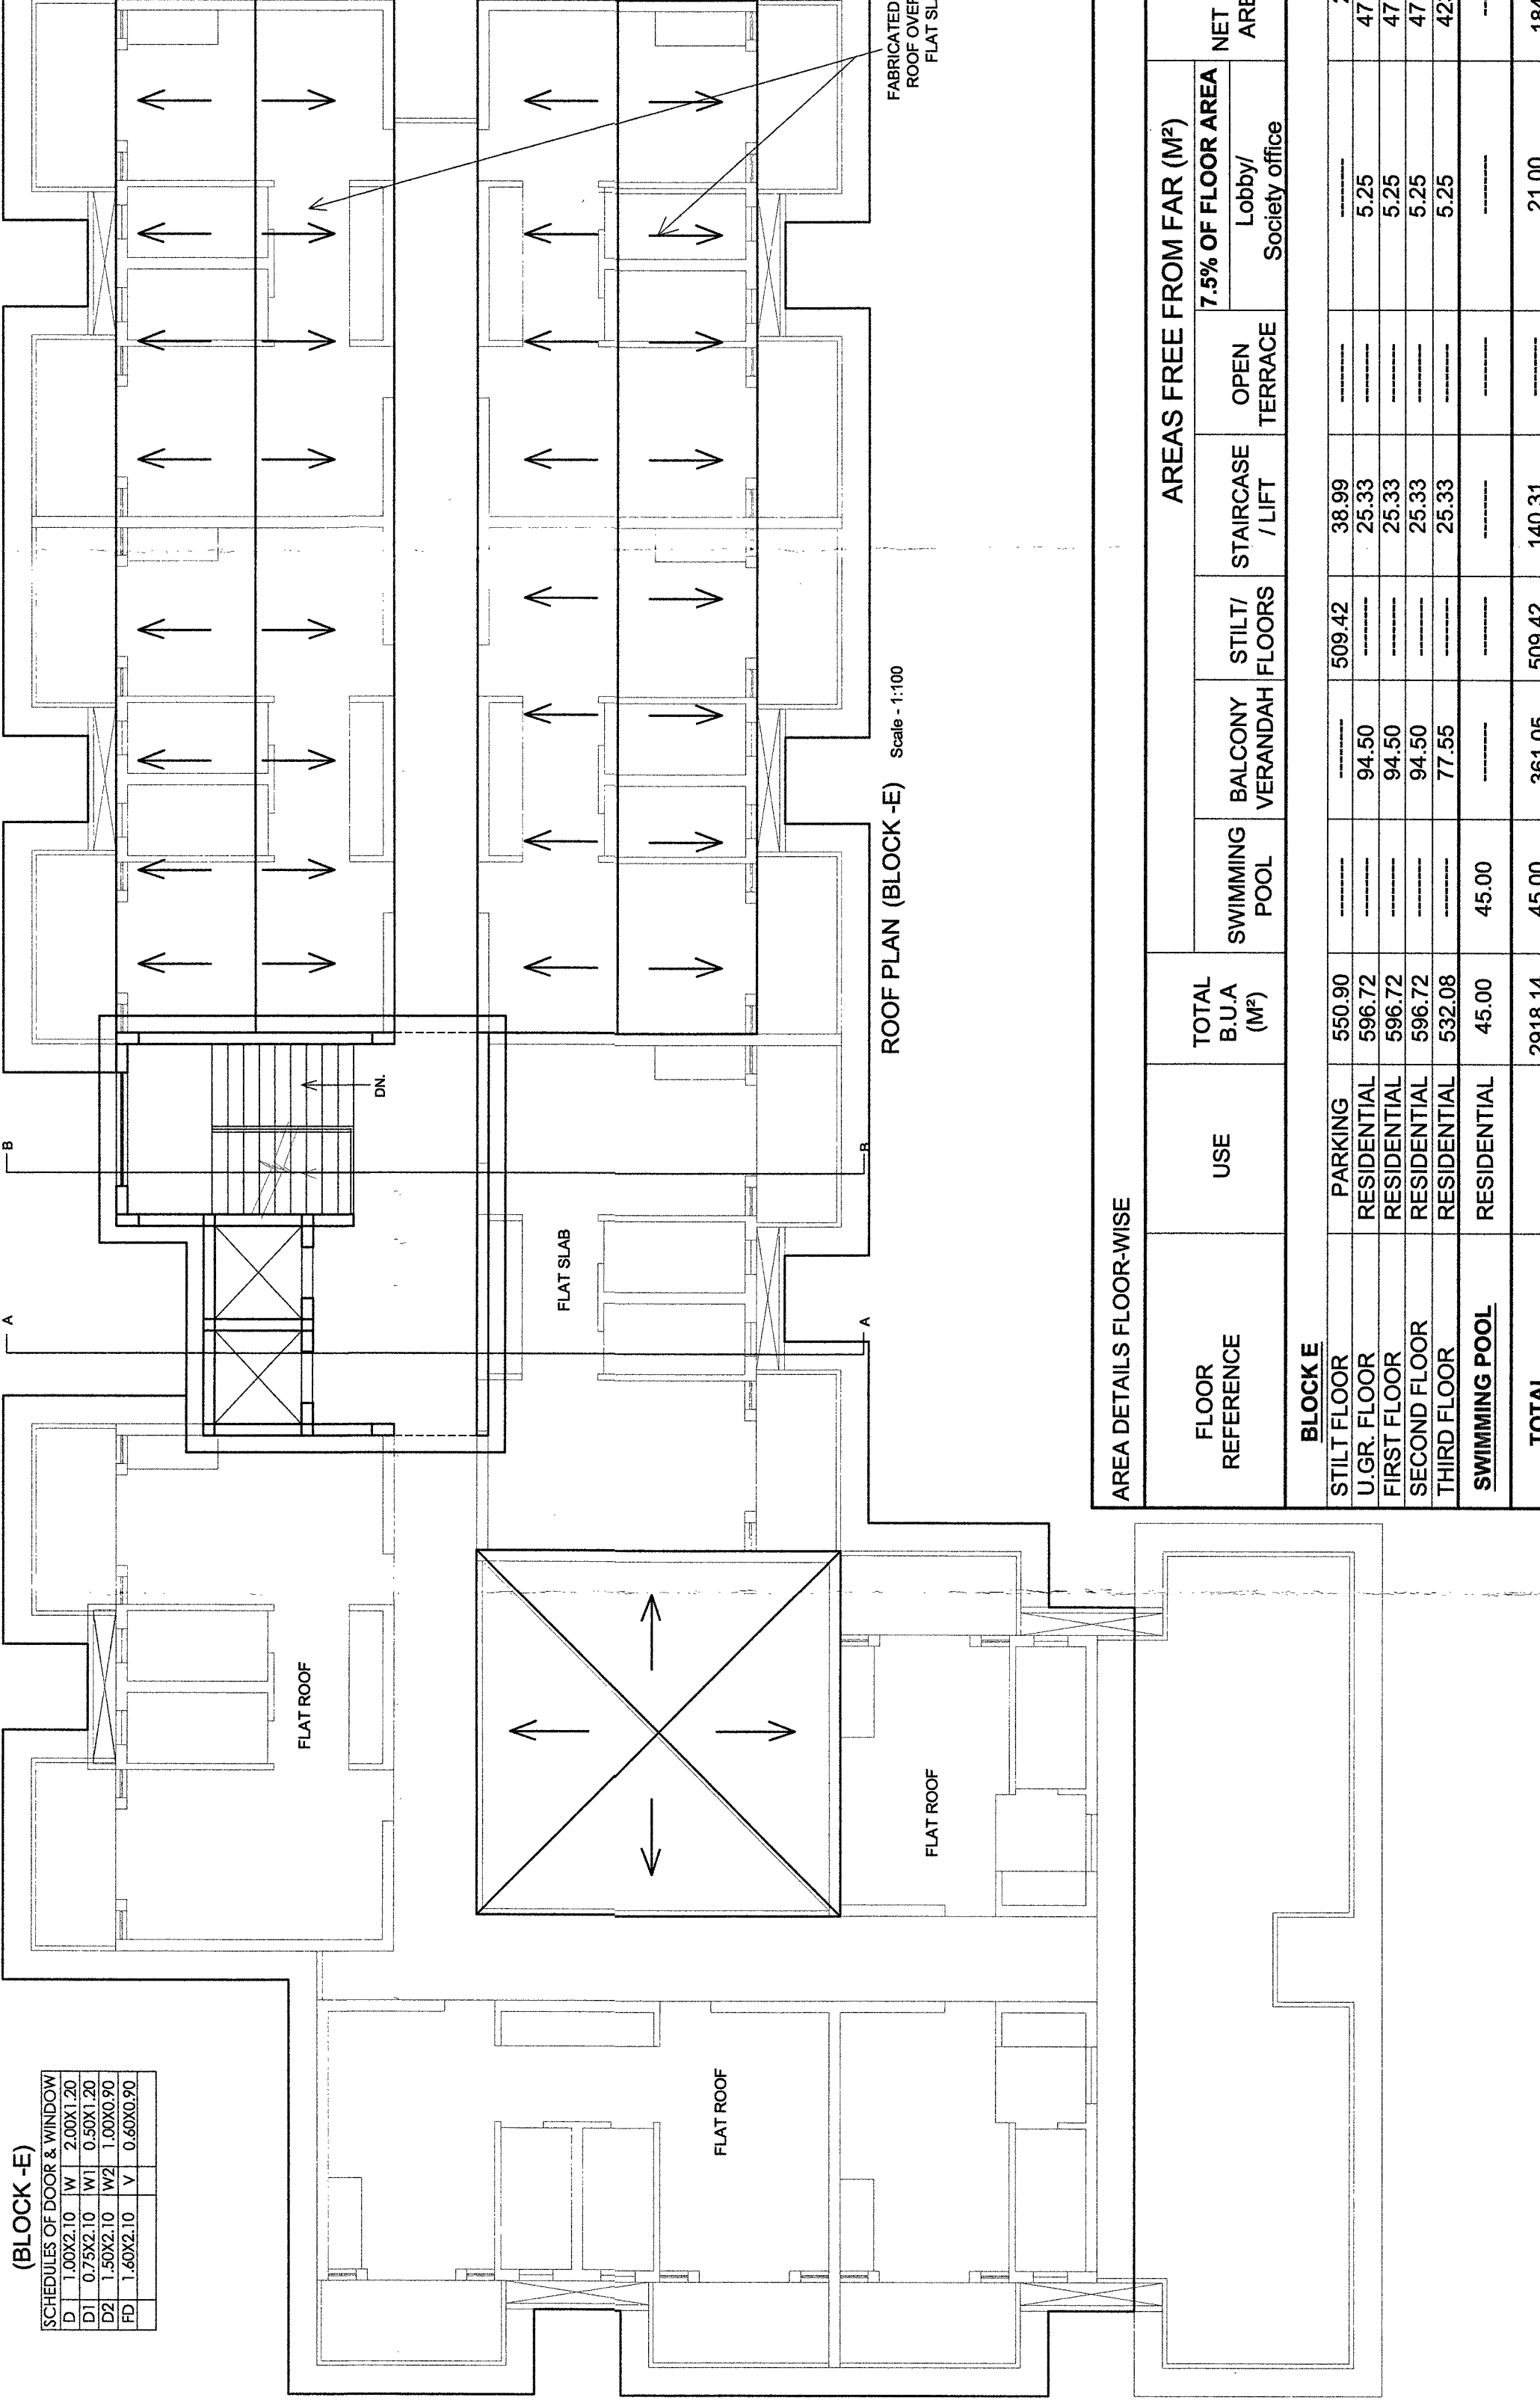 (BLOCK -E)
SCHEDULES OF DOOR & WINDOW
D 1.00X2.10 W 2.00X1.20
D1 0.75X2.10 W1 0.50X1.20
D2 1.50X2.10 W2 1.00X0.90
FD 1.60X2.10 V 0.60X0.90
A
B
FLAT ROOF
DN.
FLAT SLAB
FLAT ROOF
FLAT ROOF
A
B
FABRICATED
ROOF OVER
FLAT SL
ROOF PLAN (BLOCK -E) Scale - 1:100
AREA DETAILS FLOOR-WISE
FLOOR REFERENCE
USE
TOTAL B.U.A (M²)
AREAS FREE FROM FAR (M²)
SWIMMING POOL
BALCONY VERANDAH
STILT/ FLOORS
STAIRCASE / LIFT
OPEN TERRACE
7.5% OF FLOOR AREA
Lobby/ Society office
NET
ARE
BLOCK E
STILT FLOOR PARKING 550.90 -------- -------- 509.42 38.99 -------- -------- 2
U.GR. FLOOR RESIDENTIAL 596.72 -------- 94.50 -------- 25.33 -------- 5.25 47
FIRST FLOOR RESIDENTIAL 596.72 -------- 94.50 -------- 25.33 -------- 5.25 47
SECOND FLOOR RESIDENTIAL 596.72 -------- 94.50 -------- 25.33 -------- 5.25 47
THIRD FLOOR RESIDENTIAL 532.08 -------- 77.55 -------- 25.33 -------- 5.25 42
SWIMMING POOL RESIDENTIAL 45.00 45.00 -------- -------- -------- -------- -------- --
TOTAL 2918.14 45.00 361.05 509.42 140.31 -------- 21.00 184